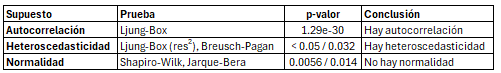 Supuesto Prueba p-valor Conclusión
Autocorrelación Ljung-Box 1.29e-30 Hay autocorrelación
Heteroscedasticidad Ljung-Box (res²), Breusch-Pagan < 0.05 / 0.032 Hay heteroscedasticidad
Normalidad Shapiro-Wilk, Jarque-Bera 0.0056 / 0.014 No hay normalidad